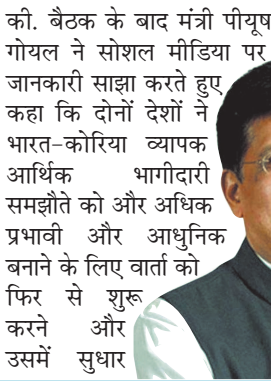 की. बैठक के बाद मंत्री पीयूष
गोयल ने सोशल मीडिया पर
जानकारी साझा करते हुए
कहा कि दोनों देशों ने
भारत-कोरिया व्यापक
आर्थिक भागीदारी
समझौते को और अधिक
प्रभावी और आधुनिक
बनाने के लिए वार्ता को
फिर से शुरू
करने और
उसमें सुधार